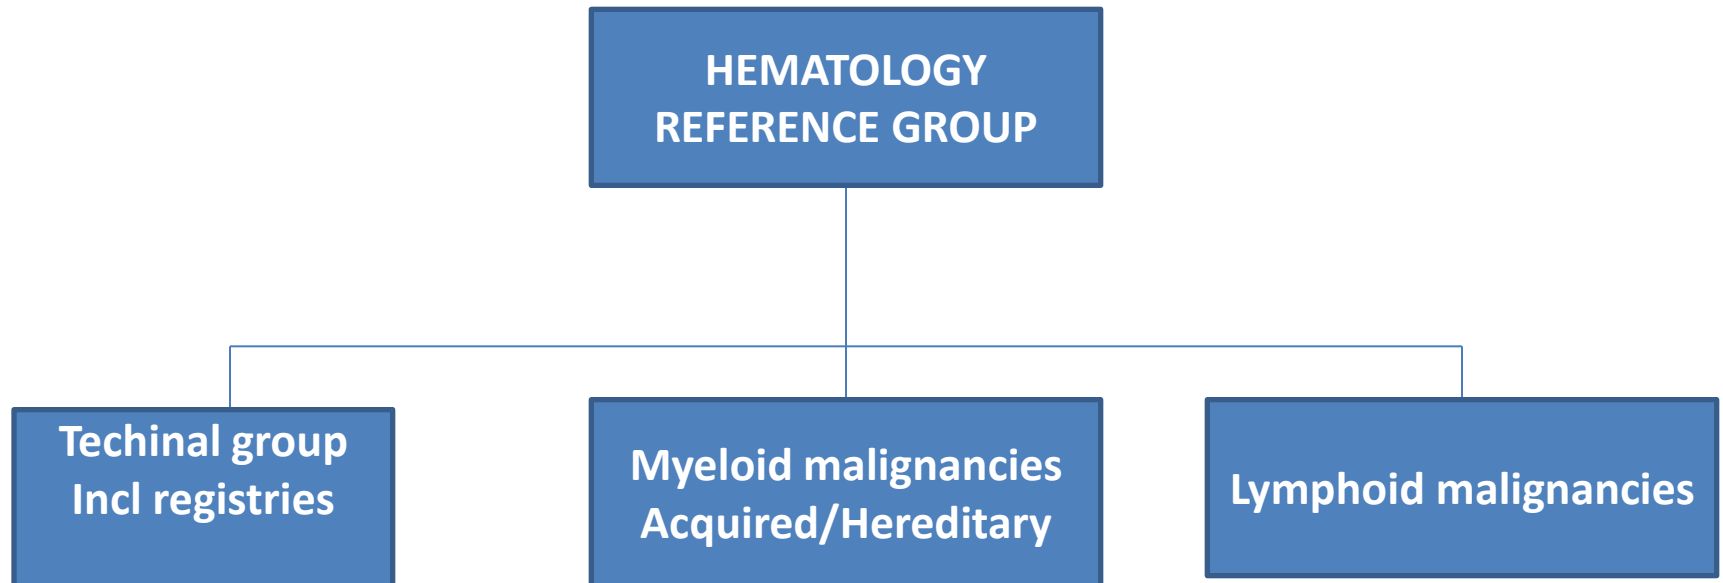 HEMATOLOGY
REFERENCE GROUP
Techinal group
Incl registries
Myeloid malignancies
Acquired/Hereditary
Lymphoid malignancies